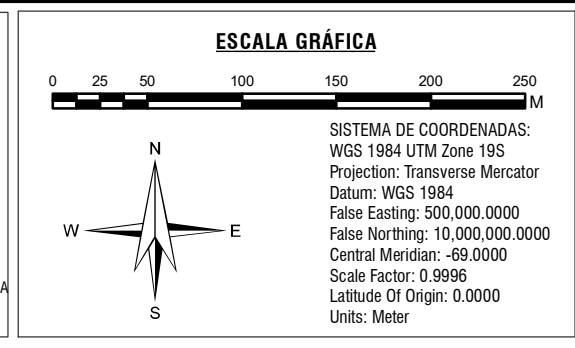 ESCALA GRÁFICA
0 25 50 100 150 200 250
M
SISTEMA DE COORDENADAS:
WGS 1984 UTM Zone 19S
Projection: Transverse Mercator
Datum: WGS 1984
False Easting: 500,000.0000
False Northing: 10,000,000.0000
Central Meridian: -69.0000
Scale Factor: 0.9996
Latitude Of Origin: 0.0000
Units: Meter
N
W E
S
A